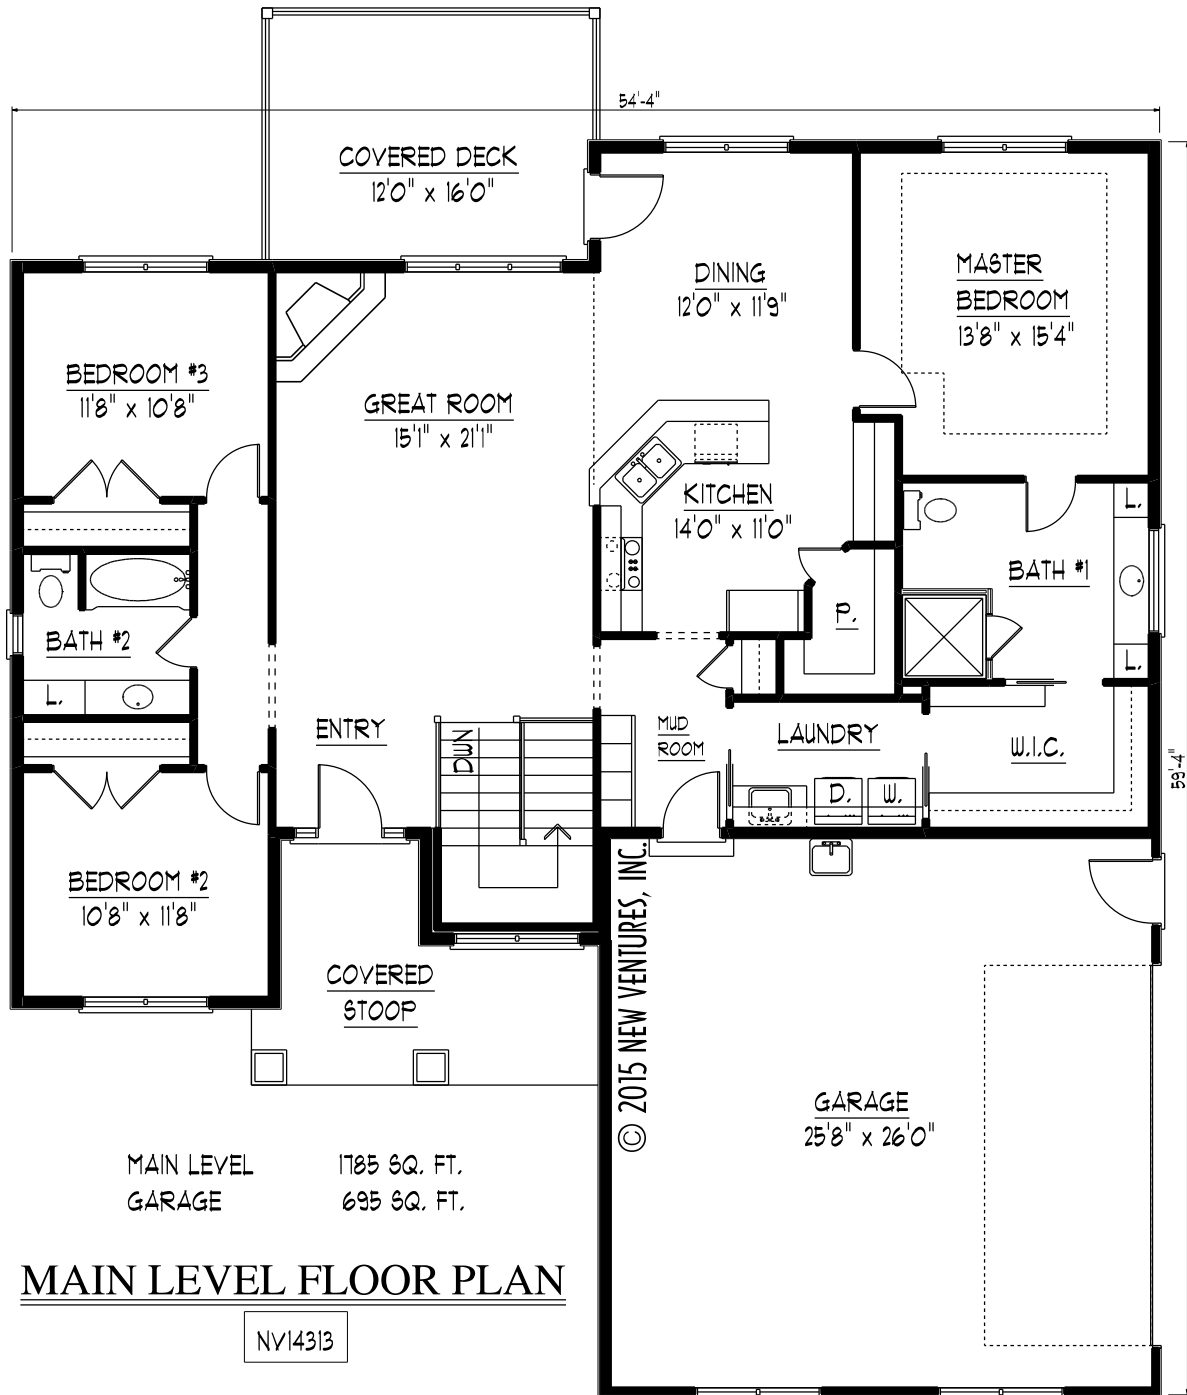 54'-4"
COVERED DECK
12'0" x 16'0"
DINING
12'0" x 11'9"
MASTER
BEDROOM
13'8" x 15'4"
BEDROOM #3
11'8" x 10'8"
GREAT ROOM
15'1" x 21'1"
KITCHEN
14'0" x 11'0"
L.
BATH #1
P.
BATH #2
L.
L.
ENTRY
DWN
MUD
ROOM
LAUNDRY
W.I.C.
59'-4"
D.
W.
BEDROOM #2
10'8" x 11'8"
COVERED
STOOP
© 2015 NEW VENTURES, INC.
GARAGE
25'8" x 26'0"
MAIN LEVEL 1785 SQ. FT.
GARAGE 695 SQ. FT.
MAIN LEVEL FLOOR PLAN
NV14313